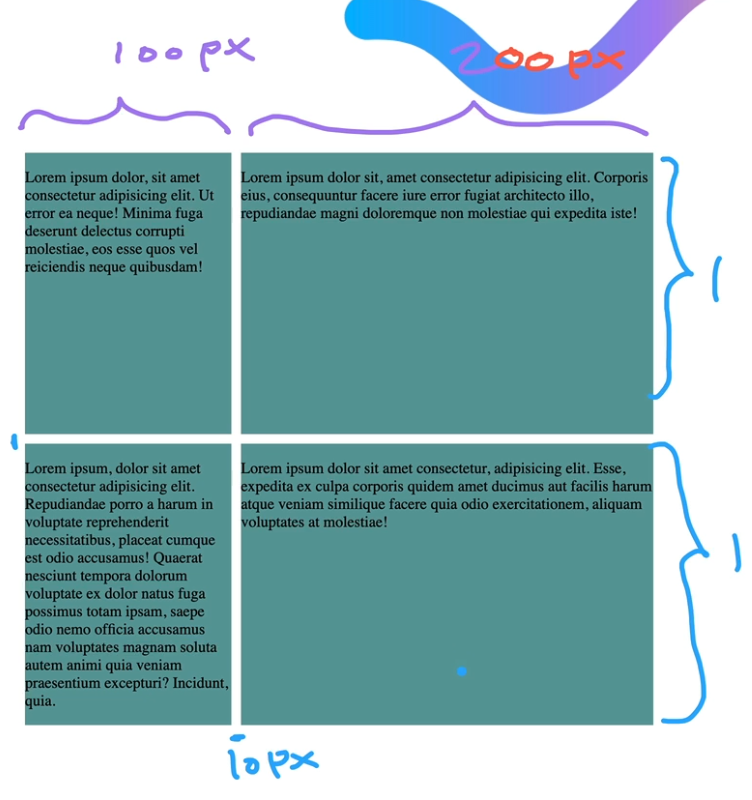 100px
200px
Lorem ipsum dolor, sit amet
consectetur adipisicing elit. Ut
error ea neque! Minima fuga
deserunt delectus corrupti
molestiae, eos esse quos vel
reiciendis neque quibusdam!
Lorem ipsum dolor sit, amet consectetur adipisicing elit. Corporis
eius, consequuntur facere iure error fugiat architecto illo,
repudiandae magni doloremque non molestiae qui expedita iste!
1
Lorem ipsum, dolor sit amet
consectetur adipisicing elit.
Repudiandae porro a harum in
voluptate reprehenderit
necessitatibus, placeat cumque
est odio accusamus! Quaerat
nesciunt tempora dolorum
voluptate ex dolor natus fuga
possimus totam ipsam, saepe
odio nemo officia accusamus
nam voluptates magnam soluta
autem animi quia veniam
praesentium excepturi? Incidunt,
quia.
Lorem ipsum dolor sit amet consectetur, adipisicing elit. Esse,
expedita ex culpa corporis quidem amet ducimus aut facilis harum
atque veniam similique facere quia odio exercitationem, aliquam
voluptates at molestiae!
1
10px